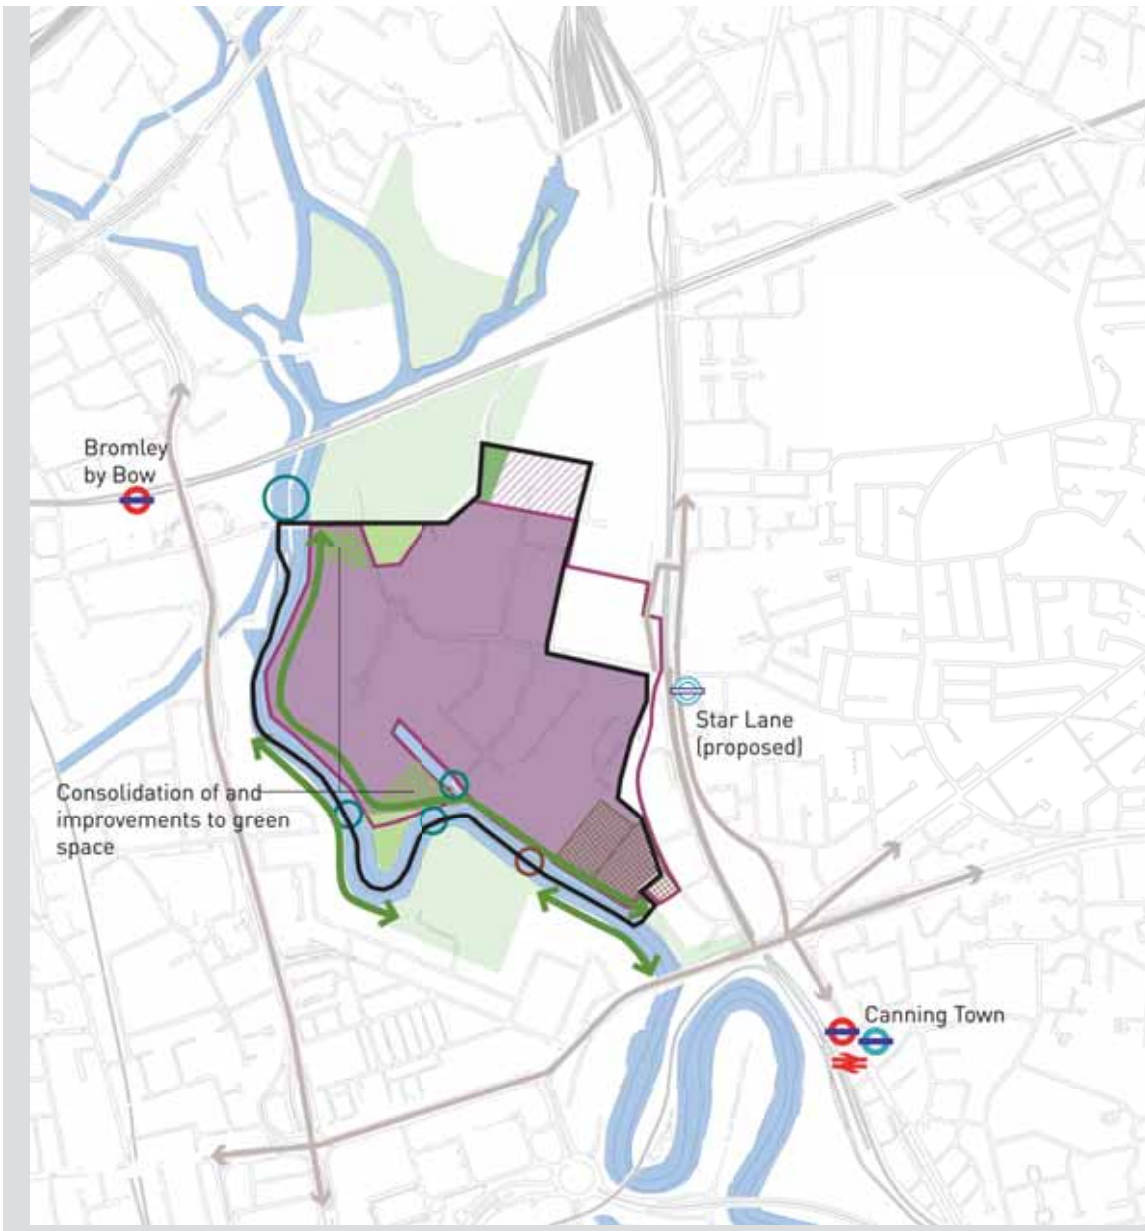 Bromley
by Bow
Star Lane
(proposed)
Consolidation of and
improvements to green
space
Canning Town